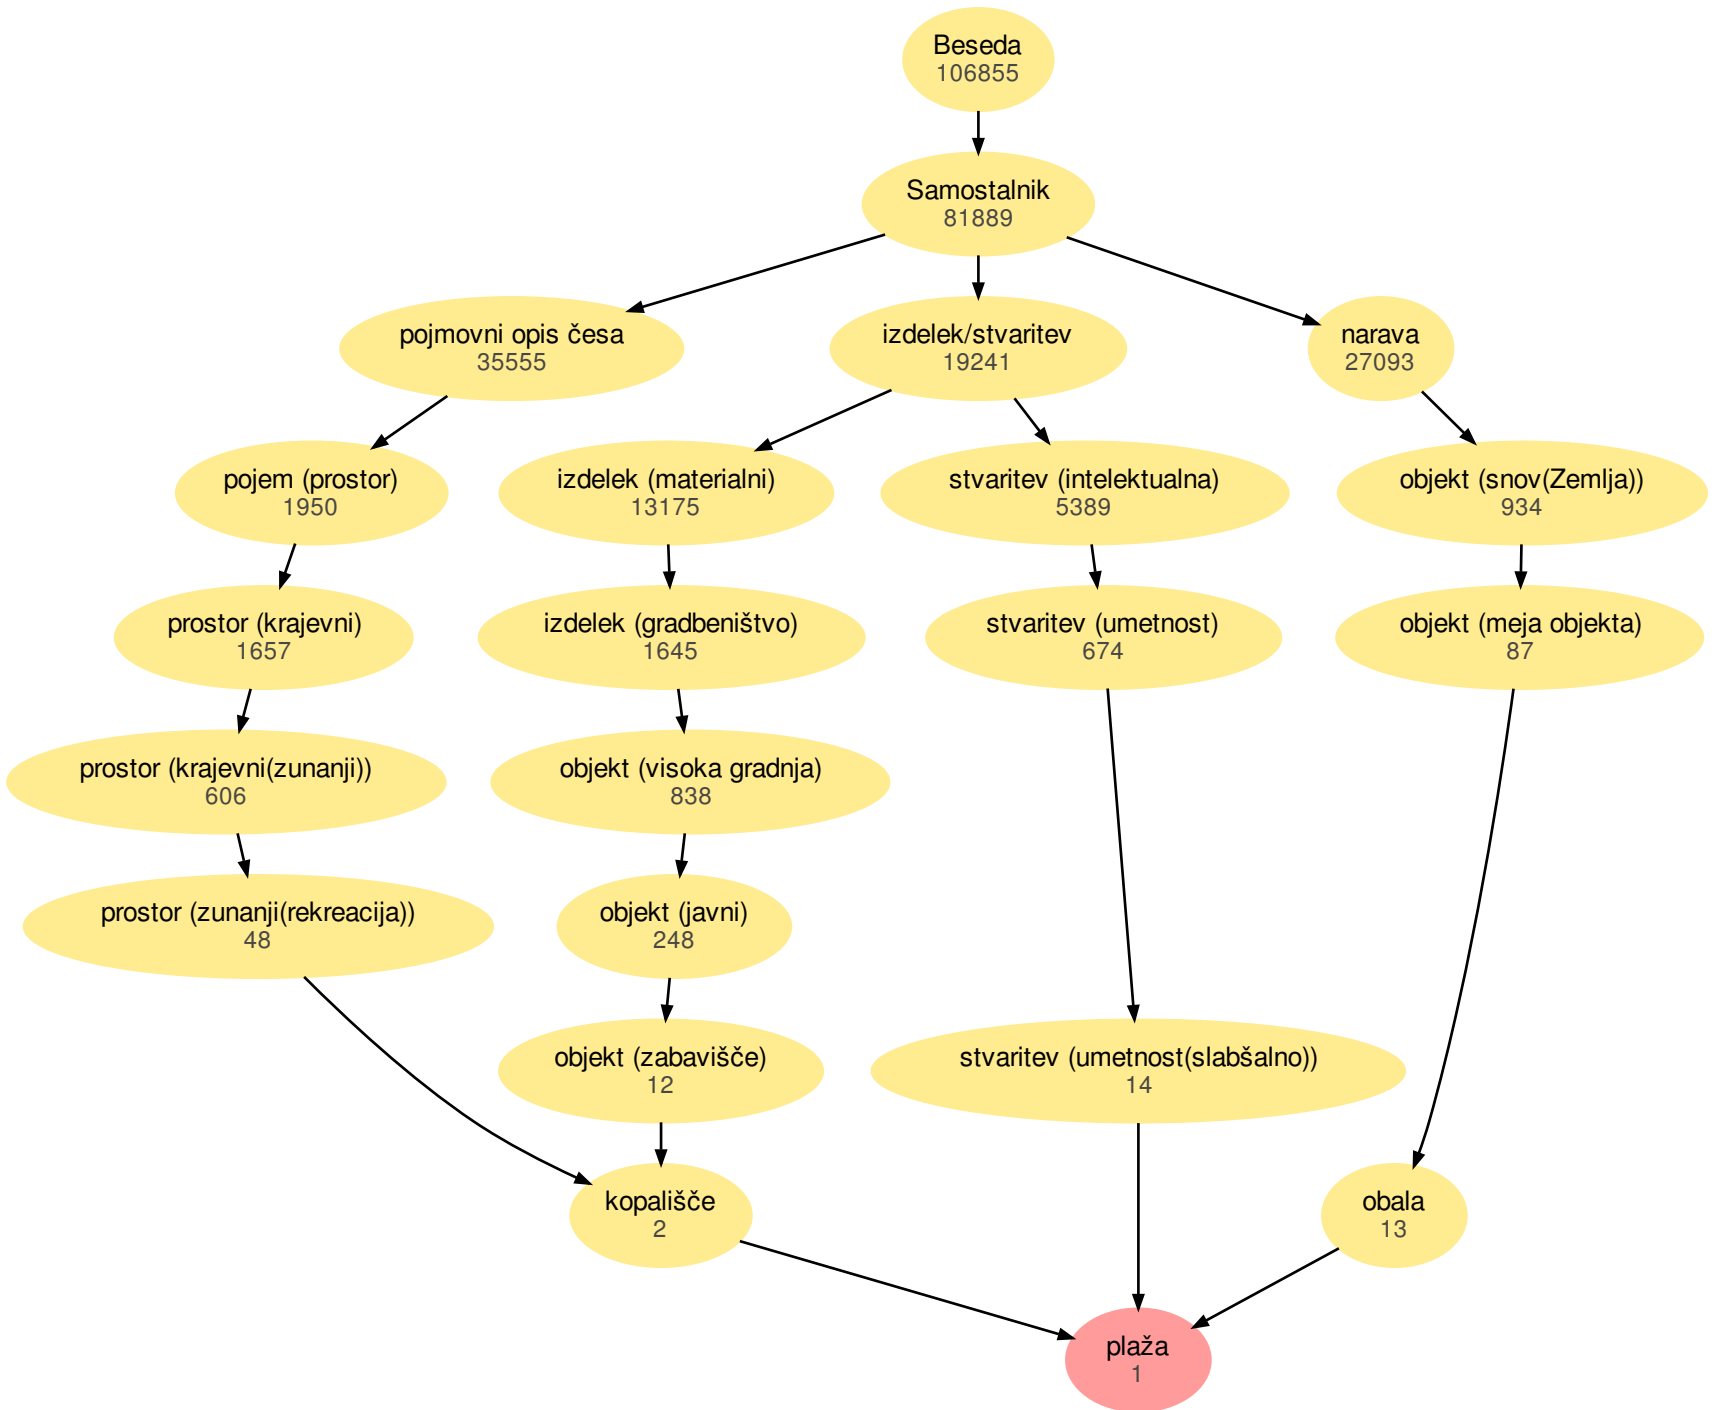 Beseda
106855
Samostalnik
81889
pojmovni opis česa
35555
izdelek/stvaritev
19241
narava
27093
pojem (prostor)
1950
izdelek (materialni)
13175
stvaritev (intelektualna)
5389
objekt (snov(Zemlja))
934
prostor (krajevni)
1657
izdelek (gradbeništvo)
1645
stvaritev (umetnost)
674
objekt (meja objekta)
87
prostor (krajevni(zunanji))
606
objekt (visoka gradnja)
838
prostor (zunanji(rekreacija))
48
objekt (javni)
248
objekt (zabavišče)
12
stvaritev (umetnost(slabšalno))
14
kopališče
2
obala
13
plaža
1